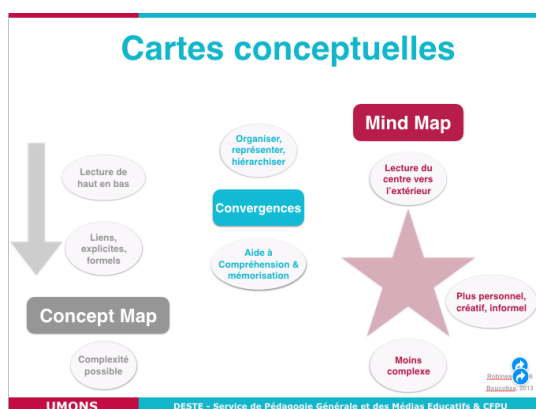 Cartes conceptuelles
Mind Map
Organiser,
représenter,
hiérarchiser
Lecture de
haut en bas
Lecture du
centre vers
l'extérieur
Convergences
Liens,
explicites,
formels
Aide à
Compréhension &
mémorisation
Plus personnel,
créatif, informel
Concept Map
Complexité
possible
Moins
complexe
2013
UMONS
DESTE - Service de Pédagogie Générale et des Médias Educatifs & CFPU